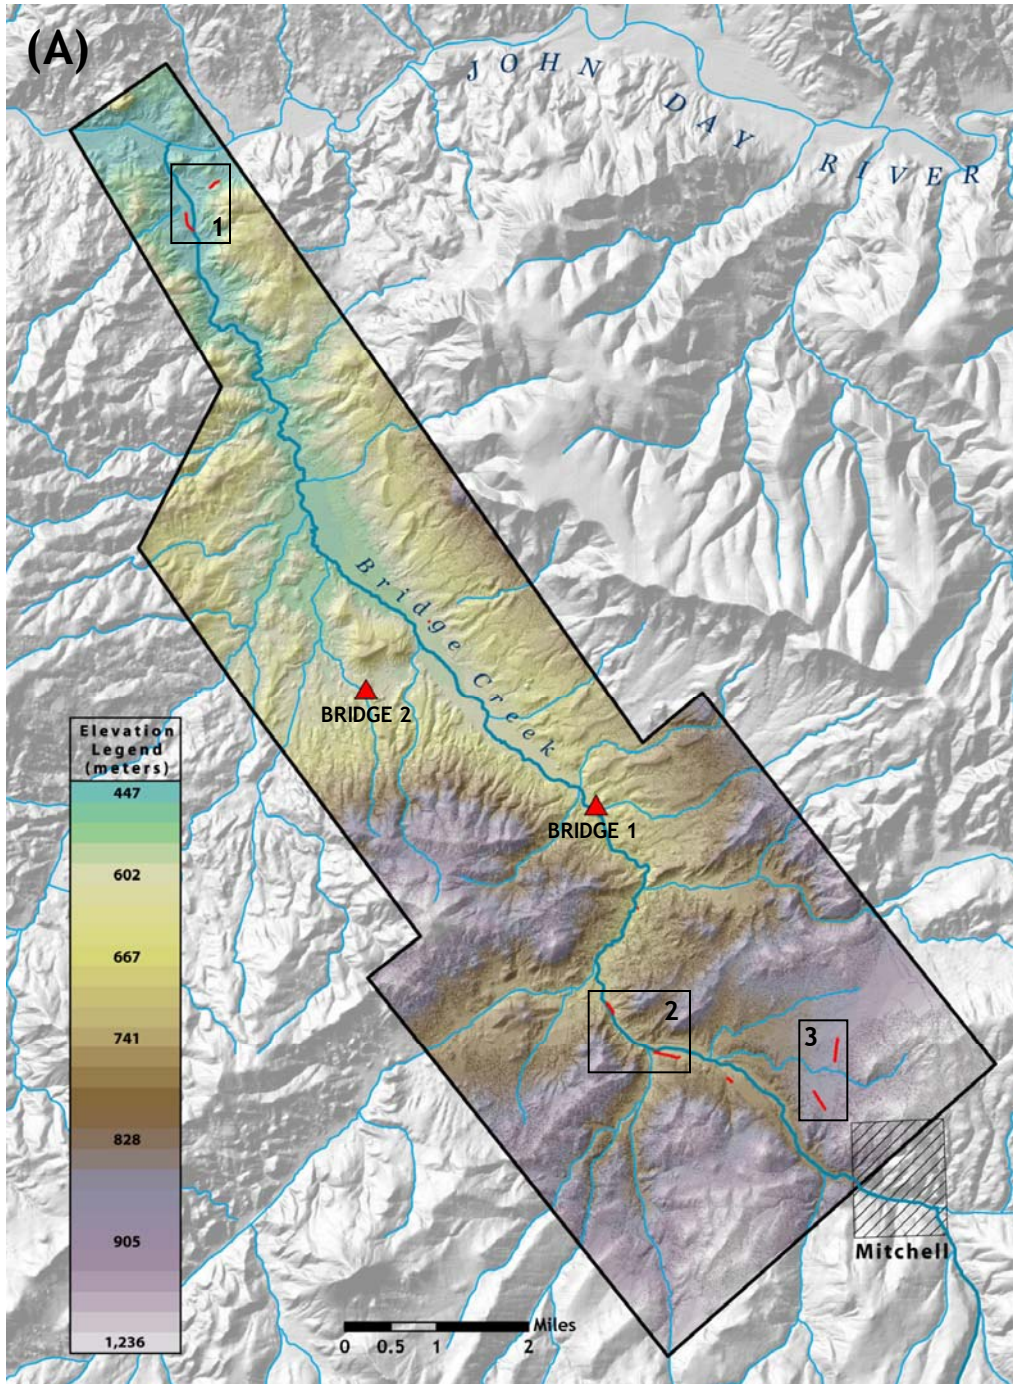 (A)
JOHN DAY RIVER
1
Bridge Creek
BRIDGE 2
BRIDGE 1
Elevation
Legend
(meters)
447
602
667
741
828
905
1,236
2
3
Mitchell
Miles
0 0.5 1 2